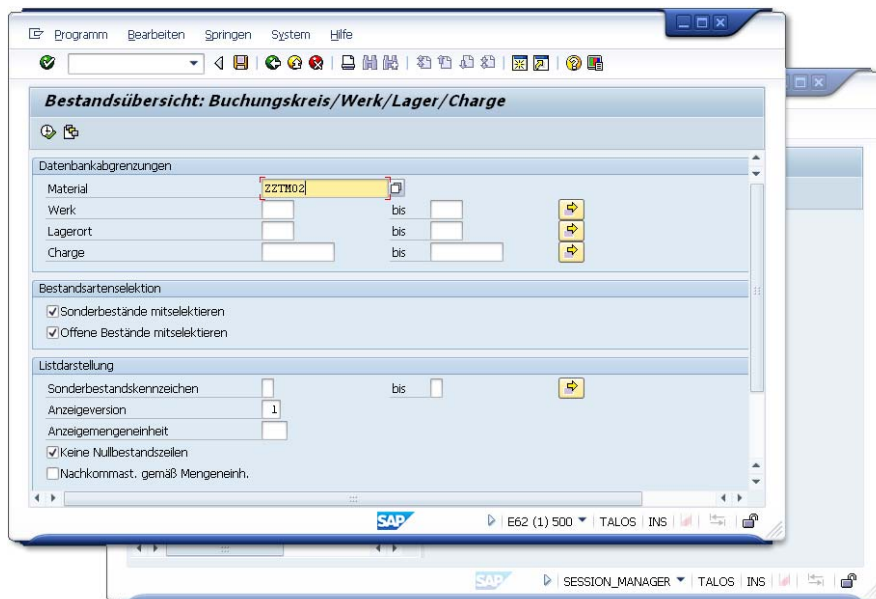 Programm Bearbeiten Springen System Hilfe
Bestandsübersicht: Buchungskreis/Werk/Lager/Charge
Datenbankabgrenzungen
Material ZZTM02
Werk bis
Lagerort bis
Charge bis
Bestandsartenselektion
Sonderbestände mitselektieren
Offene Bestände mitselektieren
Listdarstellung
Sonderbestandskennzeichen bis
Anzeigeversion 1
Anzeigemengeneinheit
Keine Nullbestandszeilen
Nachkommast. gemäß Mengeneinh.
SAP E62 (1) 500 TALOS INS
SAP SESSION_MANAGER TALOS INS